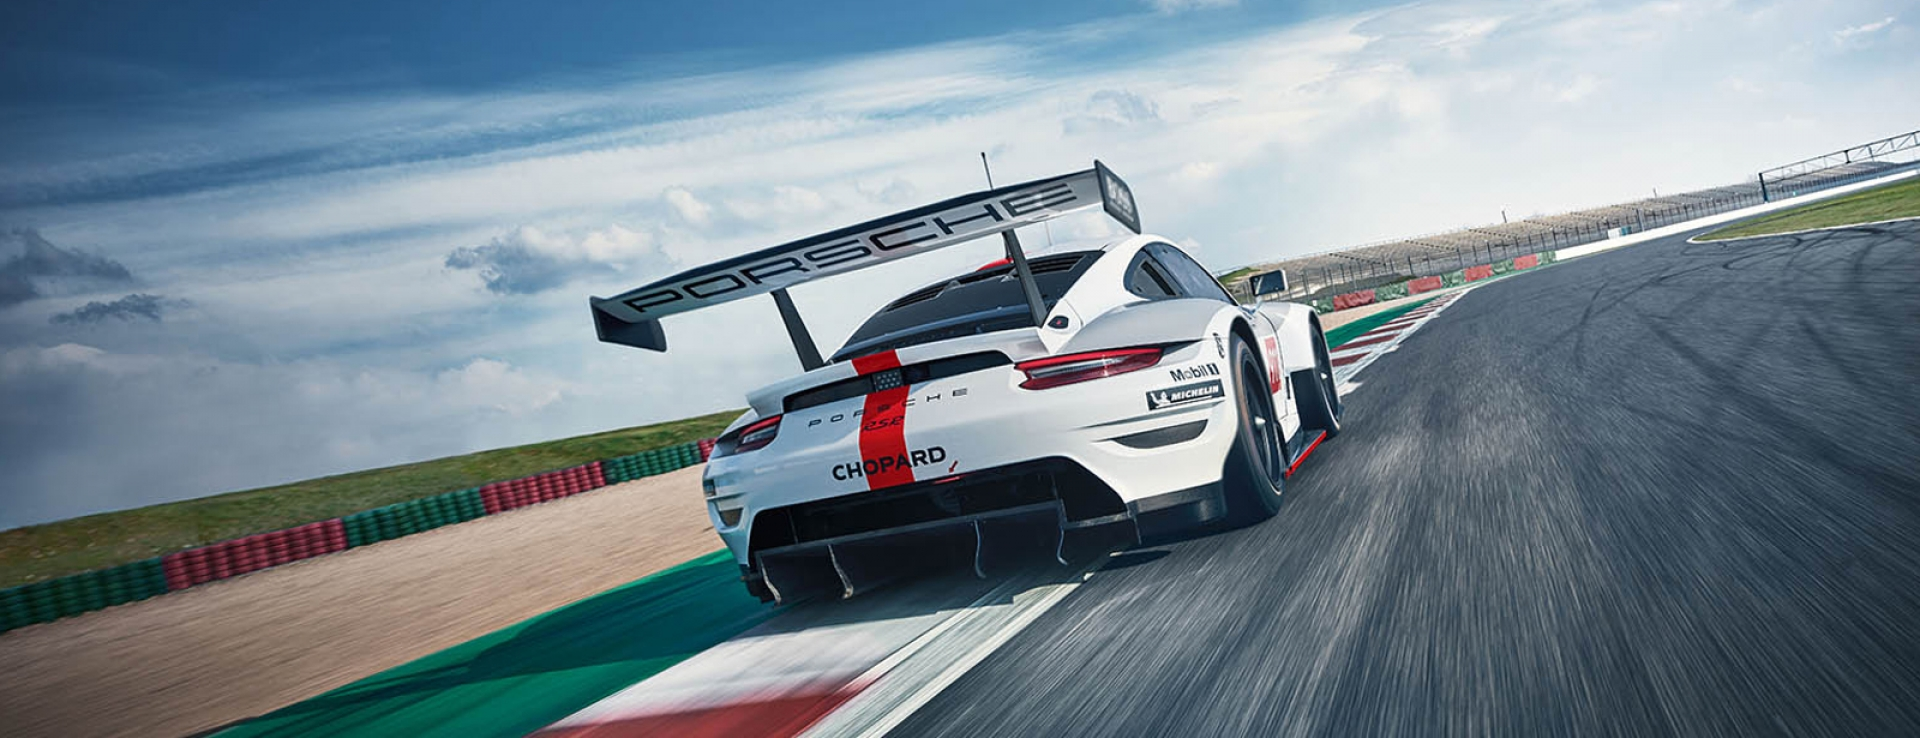 PORSCHE
PORSCHE
RSR
CHOPARD
Mobil 1
MICHELIN